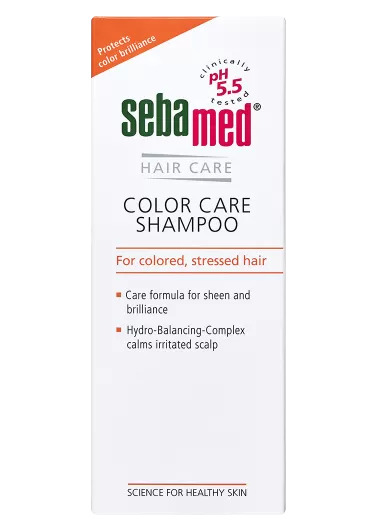 Protects
color brilliance
clinically
pH
5.5
tested
sebamed®
HAIR CARE
COLOR CARE
SHAMPOO
For colored, stressed hair
▪ Care formula for sheen and
brilliance
▪ Hydro-Balancing-Complex
calms irritated scalp
SCIENCE FOR HEALTHY SKIN